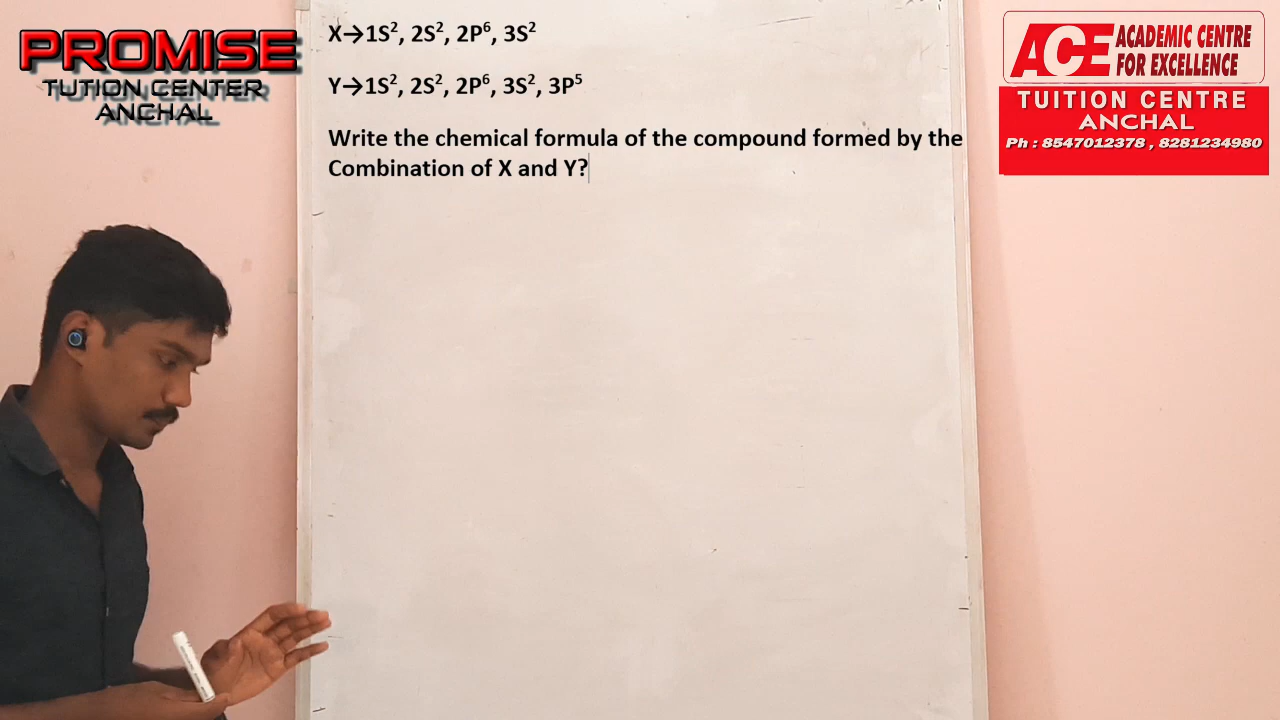 PROMISE
TUTION CENTER
ANCHAL
X→1S², 2S², 2P⁶, 3S²
Y→1S², 2S², 2P⁶, 3S², 3P⁵
Write the chemical formula of the compound formed by the
Combination of X and Y?
ACE ACADEMIC CENTRE
FOR EXCELLENCE
TUITION CENTRE
ANCHAL
Ph : 8547012378 , 8281234980